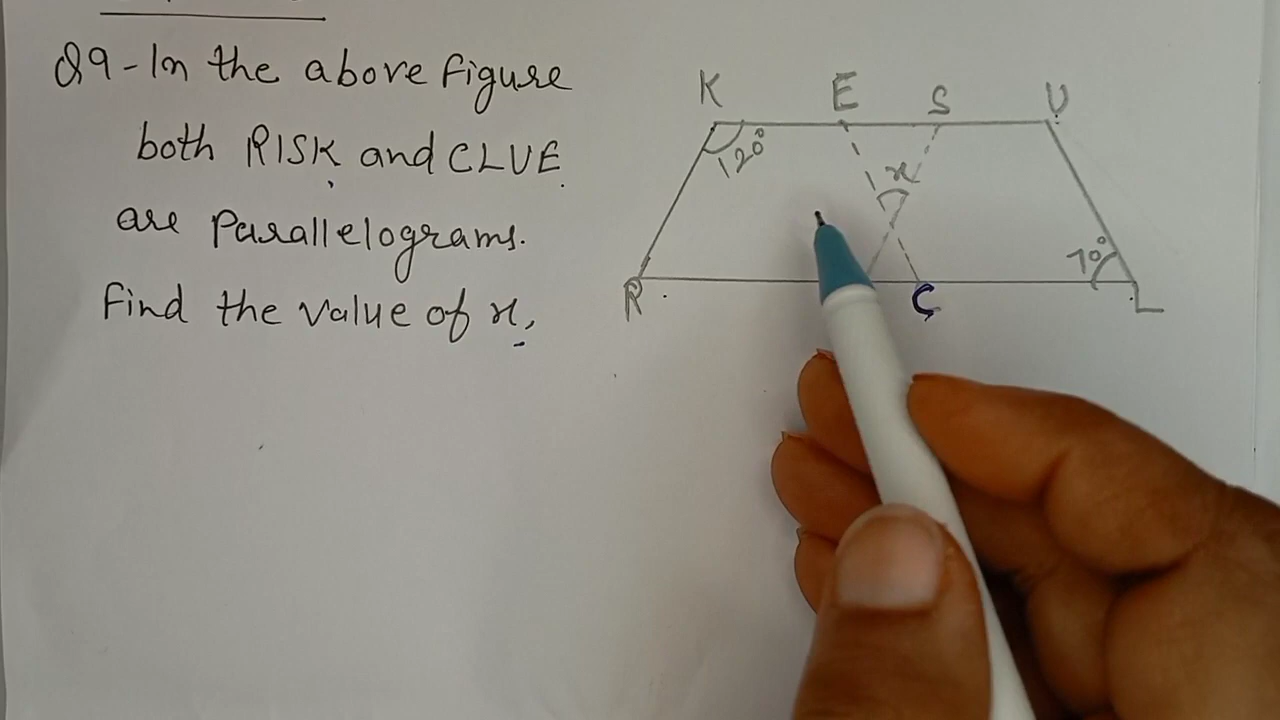 Q9-In the above figure
both RISK and CLUE
are parallelograms.
Find the value of x.
K E S U
120°
x
70°
R C L